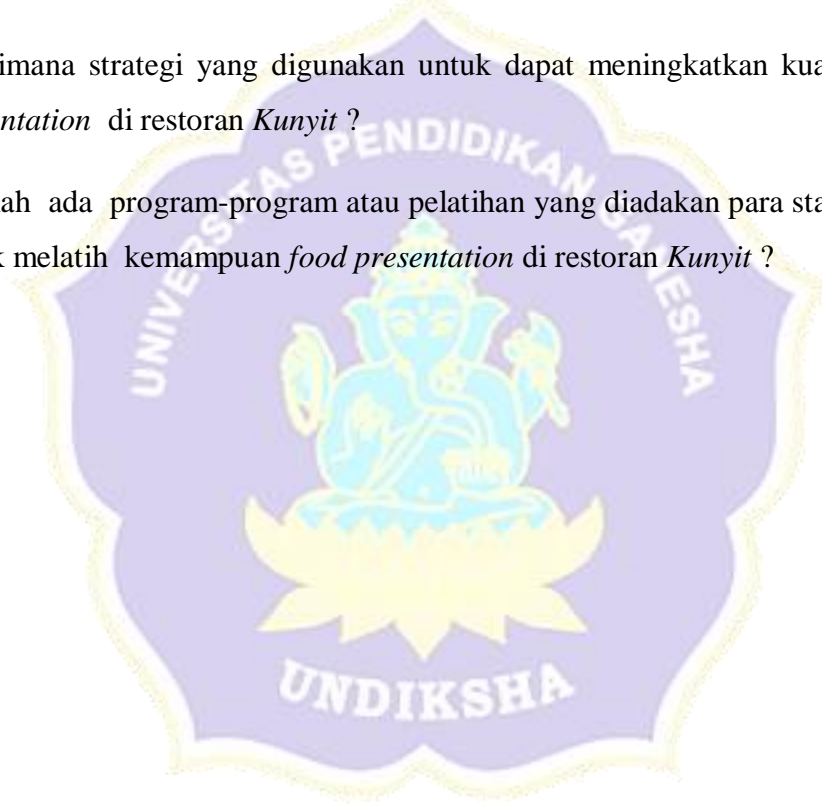 imana strategi yang digunakan untuk dapat meningkatkan kua
ntation di restoran Kunyit ?
ah ada program-program atau pelatihan yang diadakan para sta
k melatih kemampuan food presentation di restoran Kunyit ?
UNIVERSITAS PENDIDIKAN GANESHA
UNDIKSHA